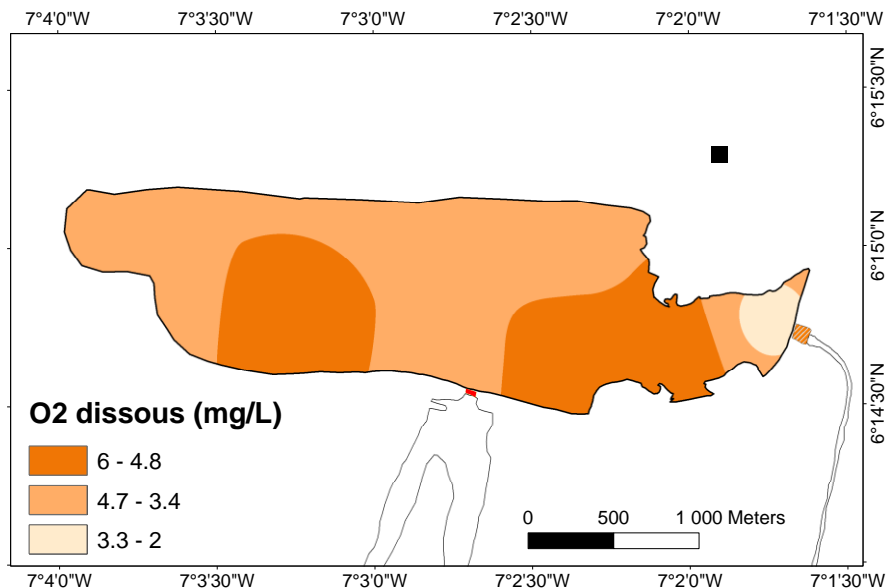 7°4'0"W 7°3'30"W 7°3'0"W 7°2'30"W 7°2'0"W 7°1'30"W
6°15'30"N
6°15'0"N
6°14'30"N
O2 dissous (mg/L)
6 - 4.8
4.7 - 3.4
3.3 - 2
0 500 1 000 Meters
7°4'0"W 7°3'30"W 7°3'0"W 7°2'30"W 7°2'0"W 7°1'30"W